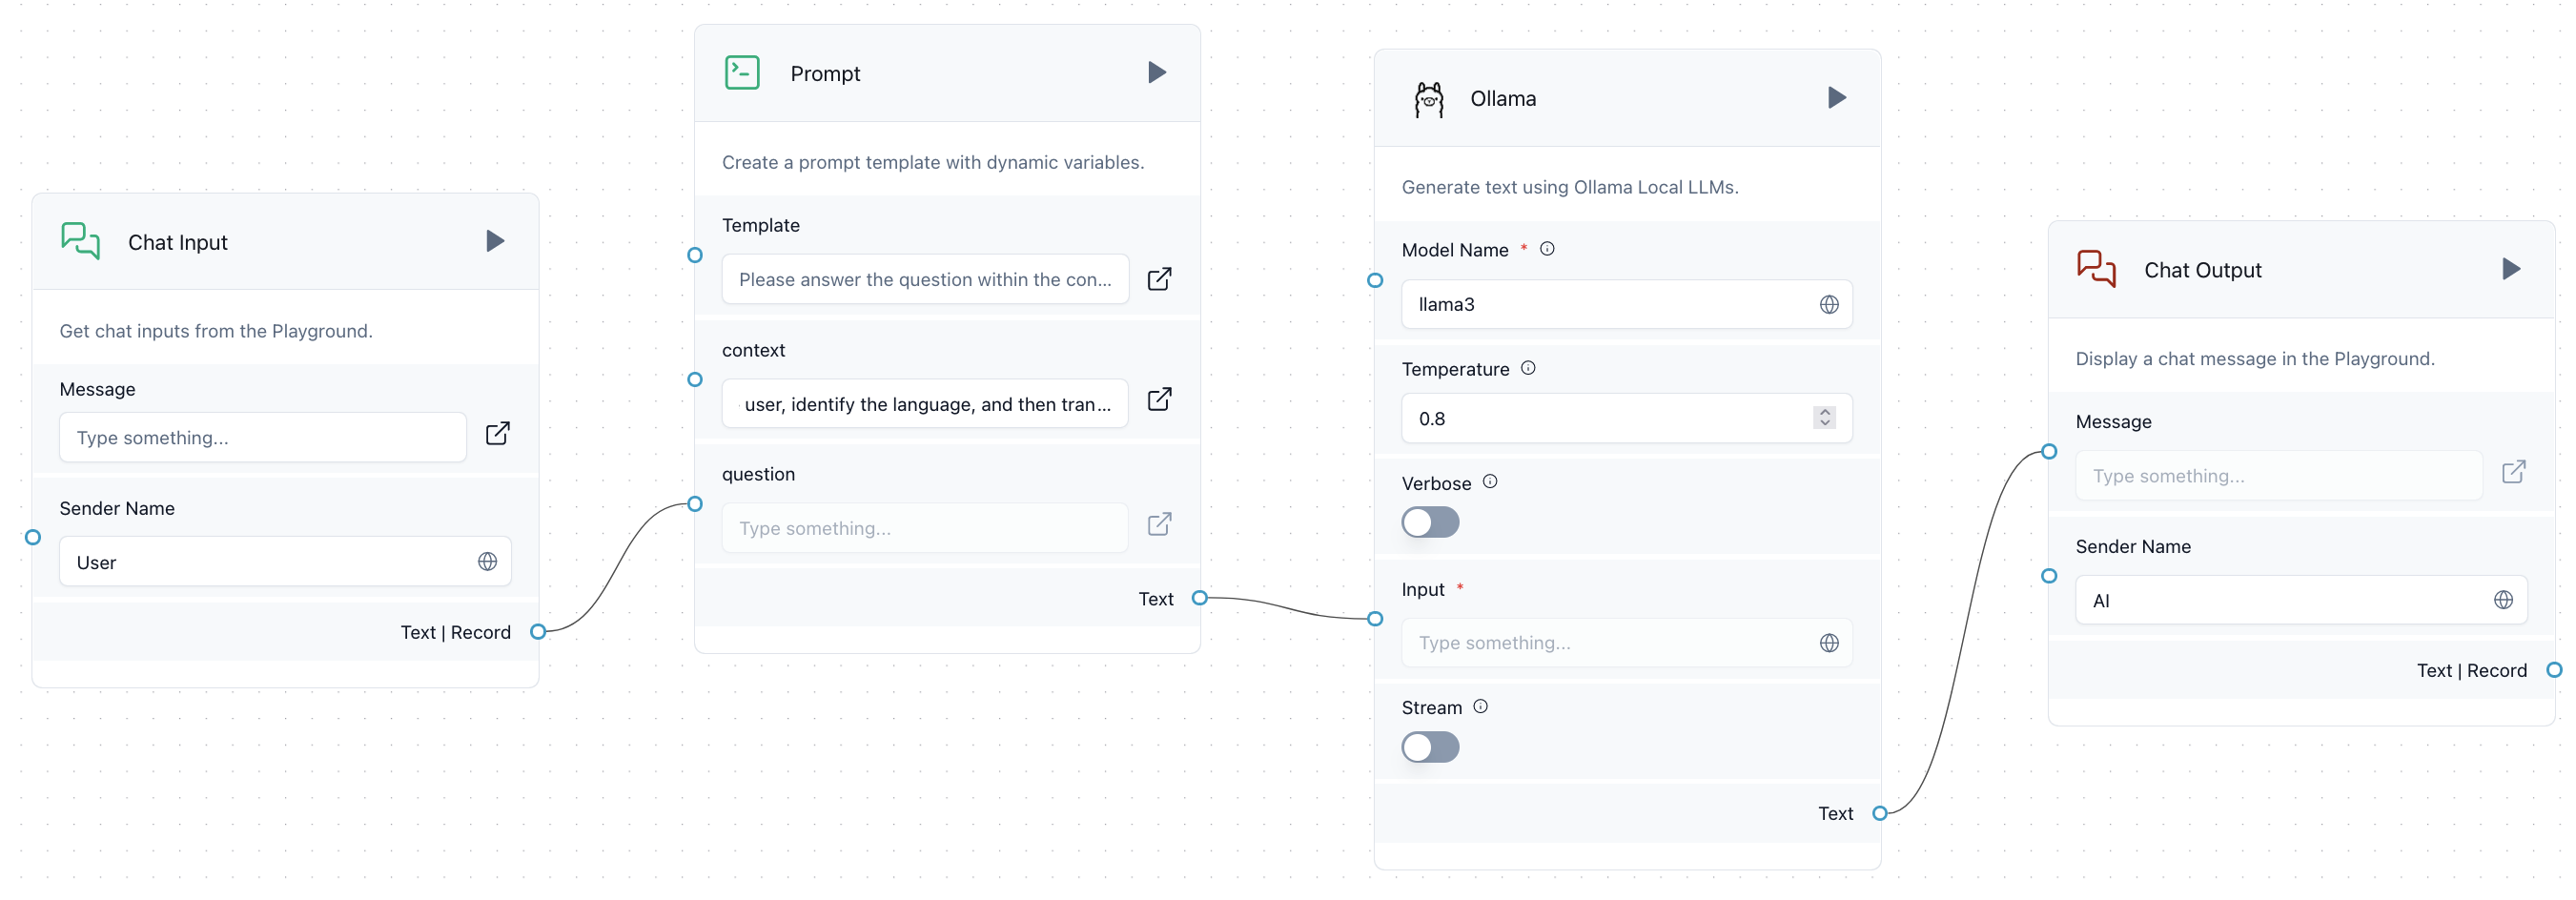 Chat Input
Get chat inputs from the Playground.
Message
Type something...
Sender Name
User
Text | Record
Prompt
Create a prompt template with dynamic variables.
Template
Please answer the question within the con...
context
user, identify the language, and then tran...
question
Type something...
Text
Ollama
Generate text using Ollama Local LLMs.
Model Name *
llama3
Temperature
0.8
Verbose
Input *
Type something...
Stream
Text
Chat Output
Display a chat message in the Playground.
Message
Type something...
Sender Name
AI
Text | Record